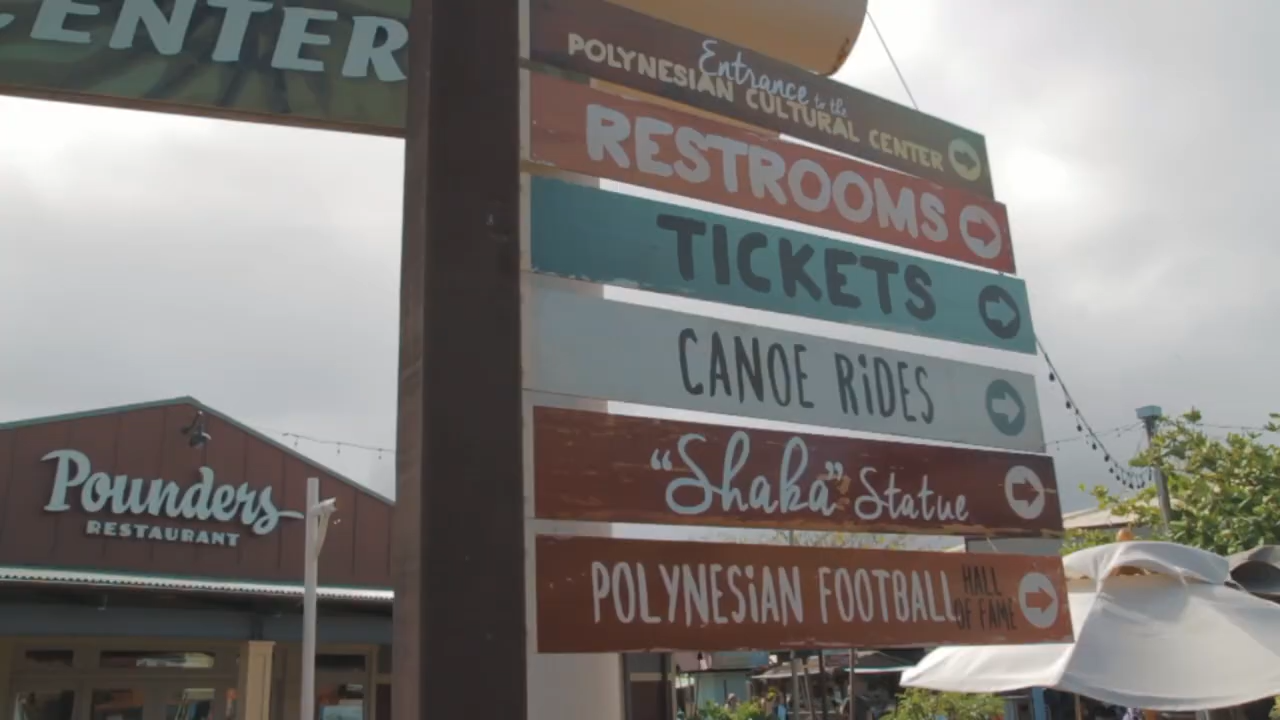 CENTER
Entrance to the
POLYNESIAN CULTURAL CENTER
RESTROOMS
TICKETS
CANOE RiDES
"Shaka" Statue
POLYNESiAN FOOTBALL HALL
OF FAME
Pounders
RESTAURANT